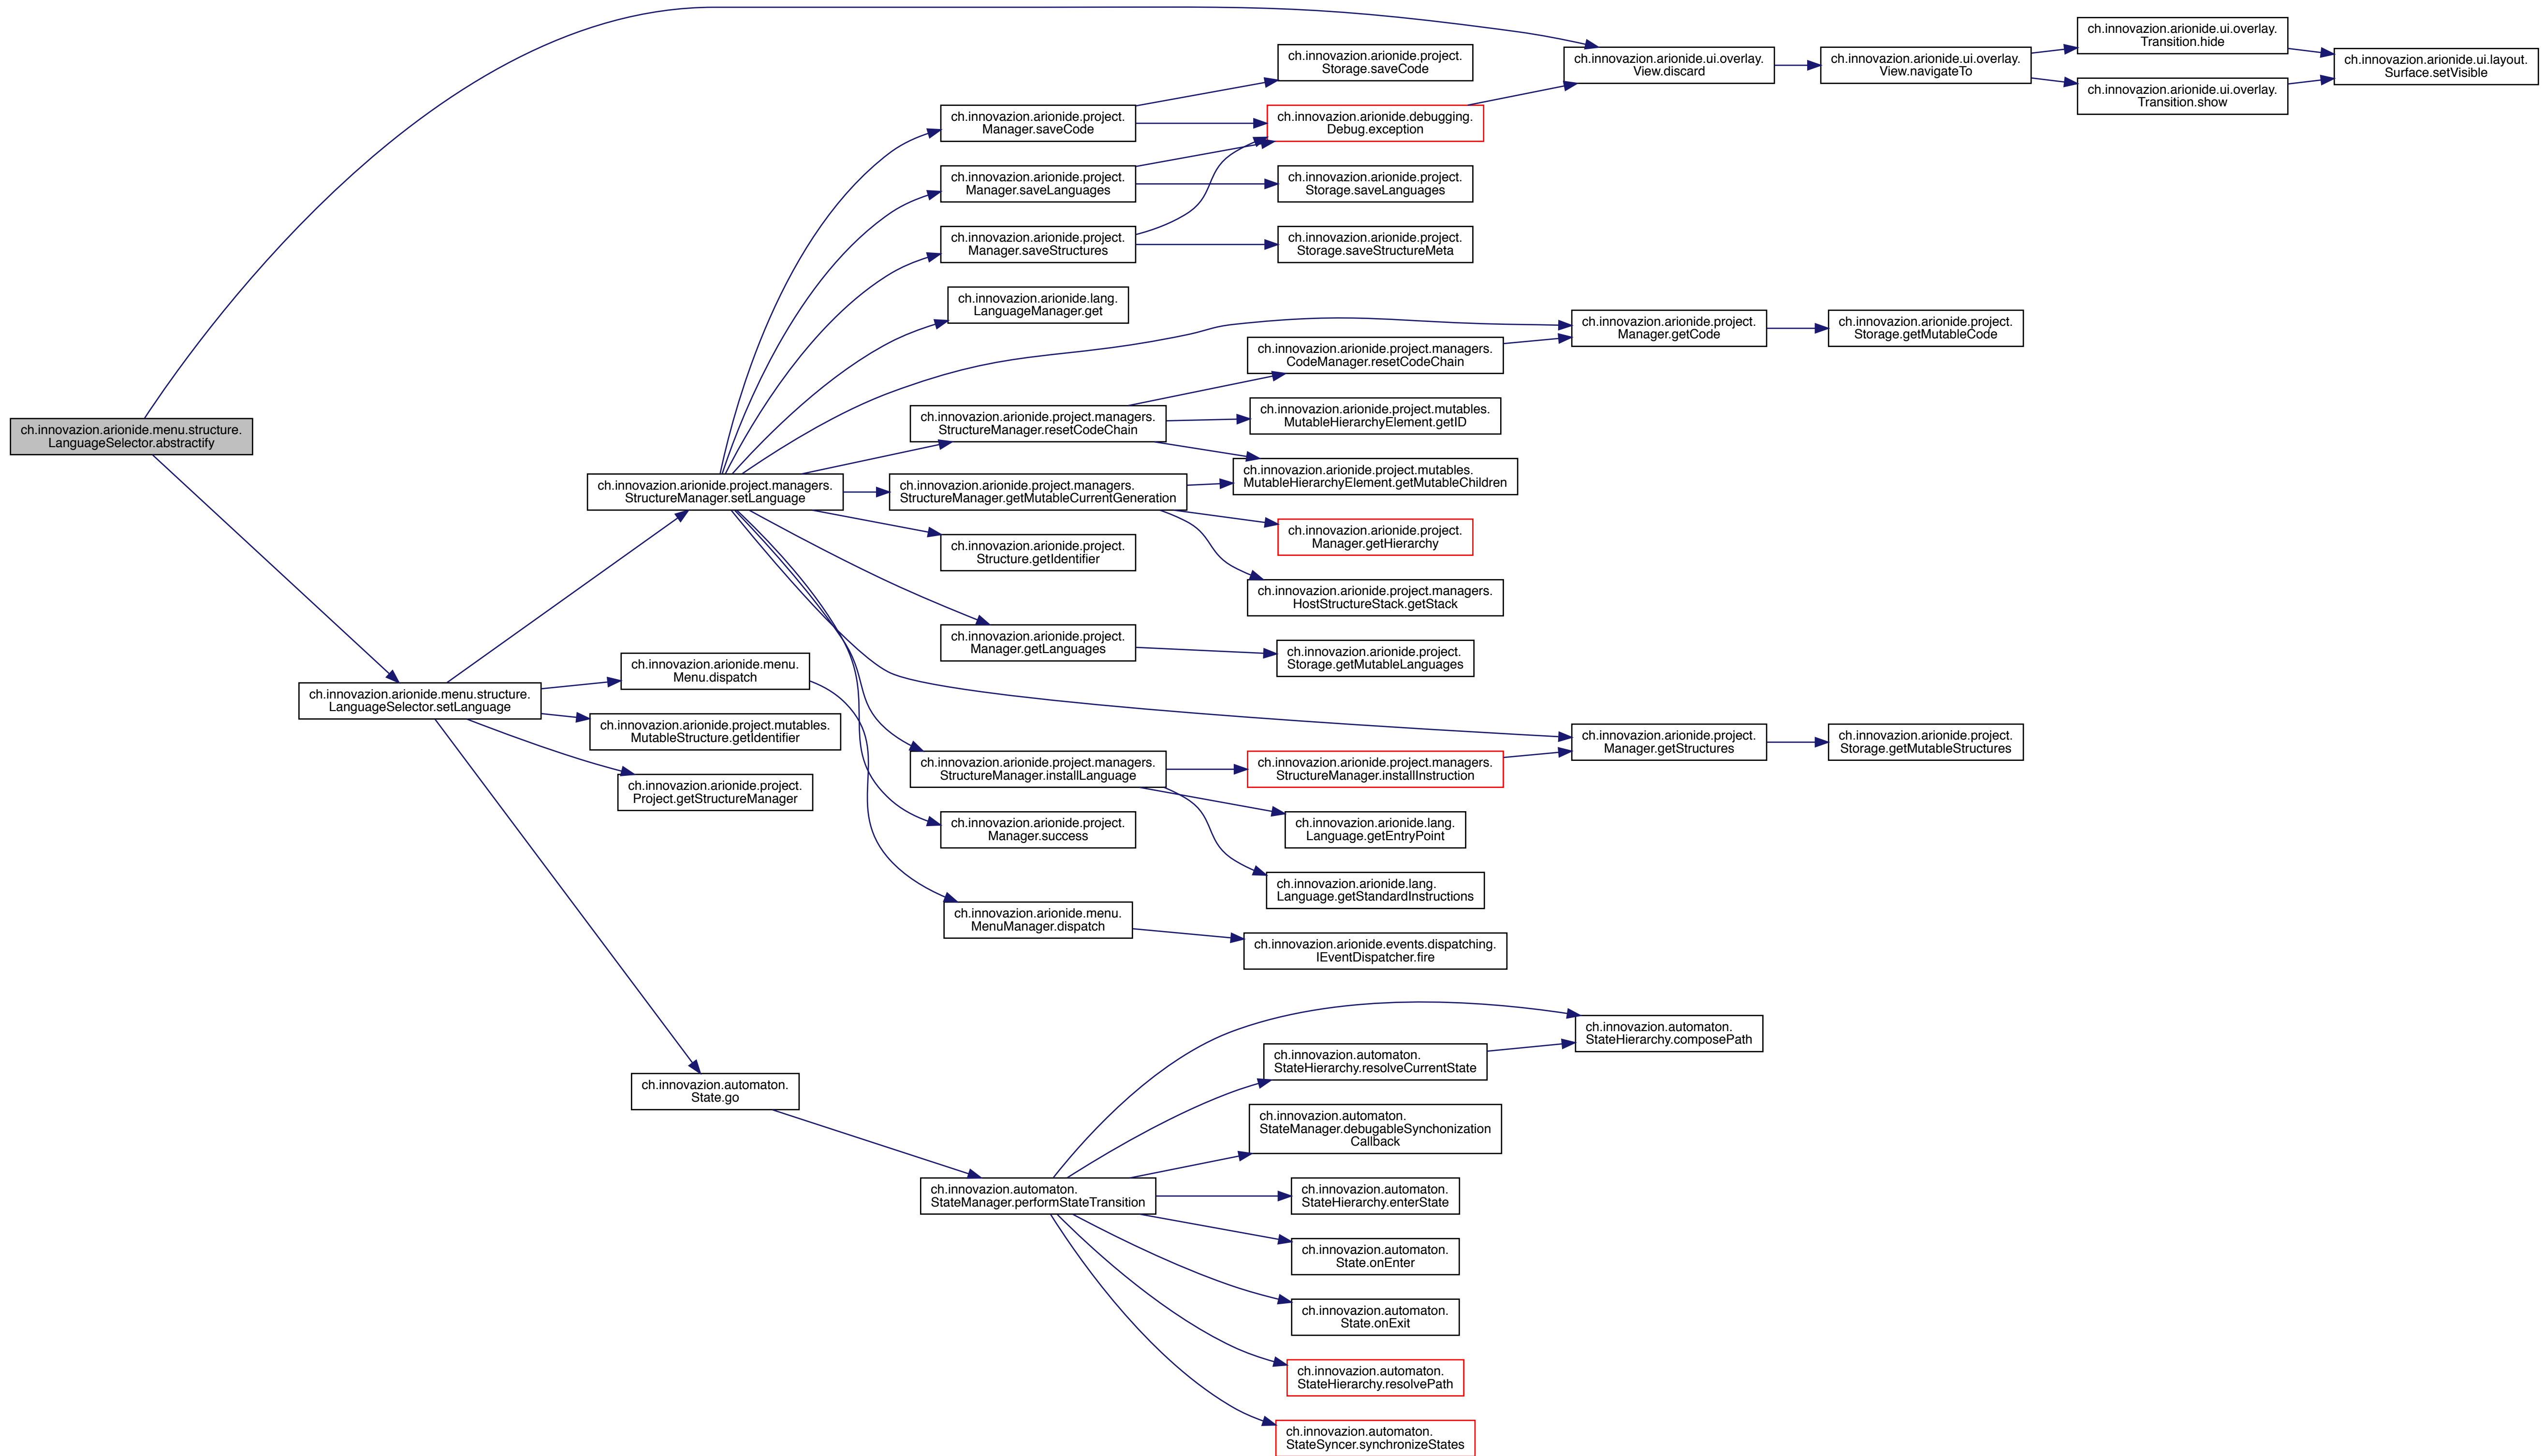 ch.innovazion.arionide.menu.structure.
LanguageSelector.abstractify
ch.innovazion.arionide.menu.structure.
LanguageSelector.setLanguage
ch.innovazion.arionide.project.managers.
StructureManager.setLanguage
ch.innovazion.arionide.menu.
Menu.dispatch
ch.innovazion.arionide.project.mutables.
MutableStructure.getIdentifier
ch.innovazion.arionide.project.
Project.getStructureManager
ch.innovazion.automaton.
State.go
ch.innovazion.arionide.project.
Manager.saveCode
ch.innovazion.arionide.project.
Manager.saveLanguages
ch.innovazion.arionide.project.
Manager.saveStructures
ch.innovazion.arionide.lang.
LanguageManager.get
ch.innovazion.arionide.project.managers.
StructureManager.resetCodeChain
ch.innovazion.arionide.project.managers.
StructureManager.getMutableCurrentGeneration
ch.innovazion.arionide.project.
Structure.getIdentifier
ch.innovazion.arionide.project.
Manager.getLanguages
ch.innovazion.arionide.project.managers.
StructureManager.installLanguage
ch.innovazion.arionide.project.
Manager.success
ch.innovazion.arionide.menu.
MenuManager.dispatch
ch.innovazion.automaton.
StateManager.performStateTransition
ch.innovazion.arionide.project.
Storage.saveCode
ch.innovazion.arionide.debugging.
Debug.exception
ch.innovazion.arionide.project.
Storage.saveLanguages
ch.innovazion.arionide.project.
Storage.saveStructureMeta
ch.innovazion.arionide.project.managers.
CodeManager.resetCodeChain
ch.innovazion.arionide.project.mutables.
MutableHierarchyElement.getID
ch.innovazion.arionide.project.mutables.
MutableHierarchyElement.getMutableChildren
ch.innovazion.arionide.project.
Manager.getHierarchy
ch.innovazion.arionide.project.managers.
HostStructureStack.getStack
ch.innovazion.arionide.project.
Storage.getMutableLanguages
ch.innovazion.arionide.project.managers.
StructureManager.installInstruction
ch.innovazion.arionide.lang.
Language.getEntryPoint
ch.innovazion.arionide.lang.
Language.getStandardInstructions
ch.innovazion.arionide.events.dispatching.
IEventDispatcher.fire
ch.innovazion.automaton.
StateHierarchy.resolveCurrentState
ch.innovazion.automaton.
StateManager.debugableSynchonization
Callback
ch.innovazion.automaton.
StateHierarchy.enterState
ch.innovazion.automaton.
State.onEnter
ch.innovazion.automaton.
State.onExit
ch.innovazion.automaton.
StateHierarchy.resolvePath
ch.innovazion.automaton.
StateSyncer.synchronizeStates
ch.innovazion.arionide.ui.overlay.
View.discard
ch.innovazion.arionide.project.
Manager.getCode
ch.innovazion.arionide.project.
Manager.getStructures
ch.innovazion.automaton.
StateHierarchy.composePath
ch.innovazion.arionide.ui.overlay.
View.navigateTo
ch.innovazion.arionide.project.
Storage.getMutableCode
ch.innovazion.arionide.project.
Storage.getMutableStructures
ch.innovazion.arionide.ui.overlay.
Transition.hide
ch.innovazion.arionide.ui.overlay.
Transition.show
ch.innovazion.arionide.ui.layout.
Surface.setVisible